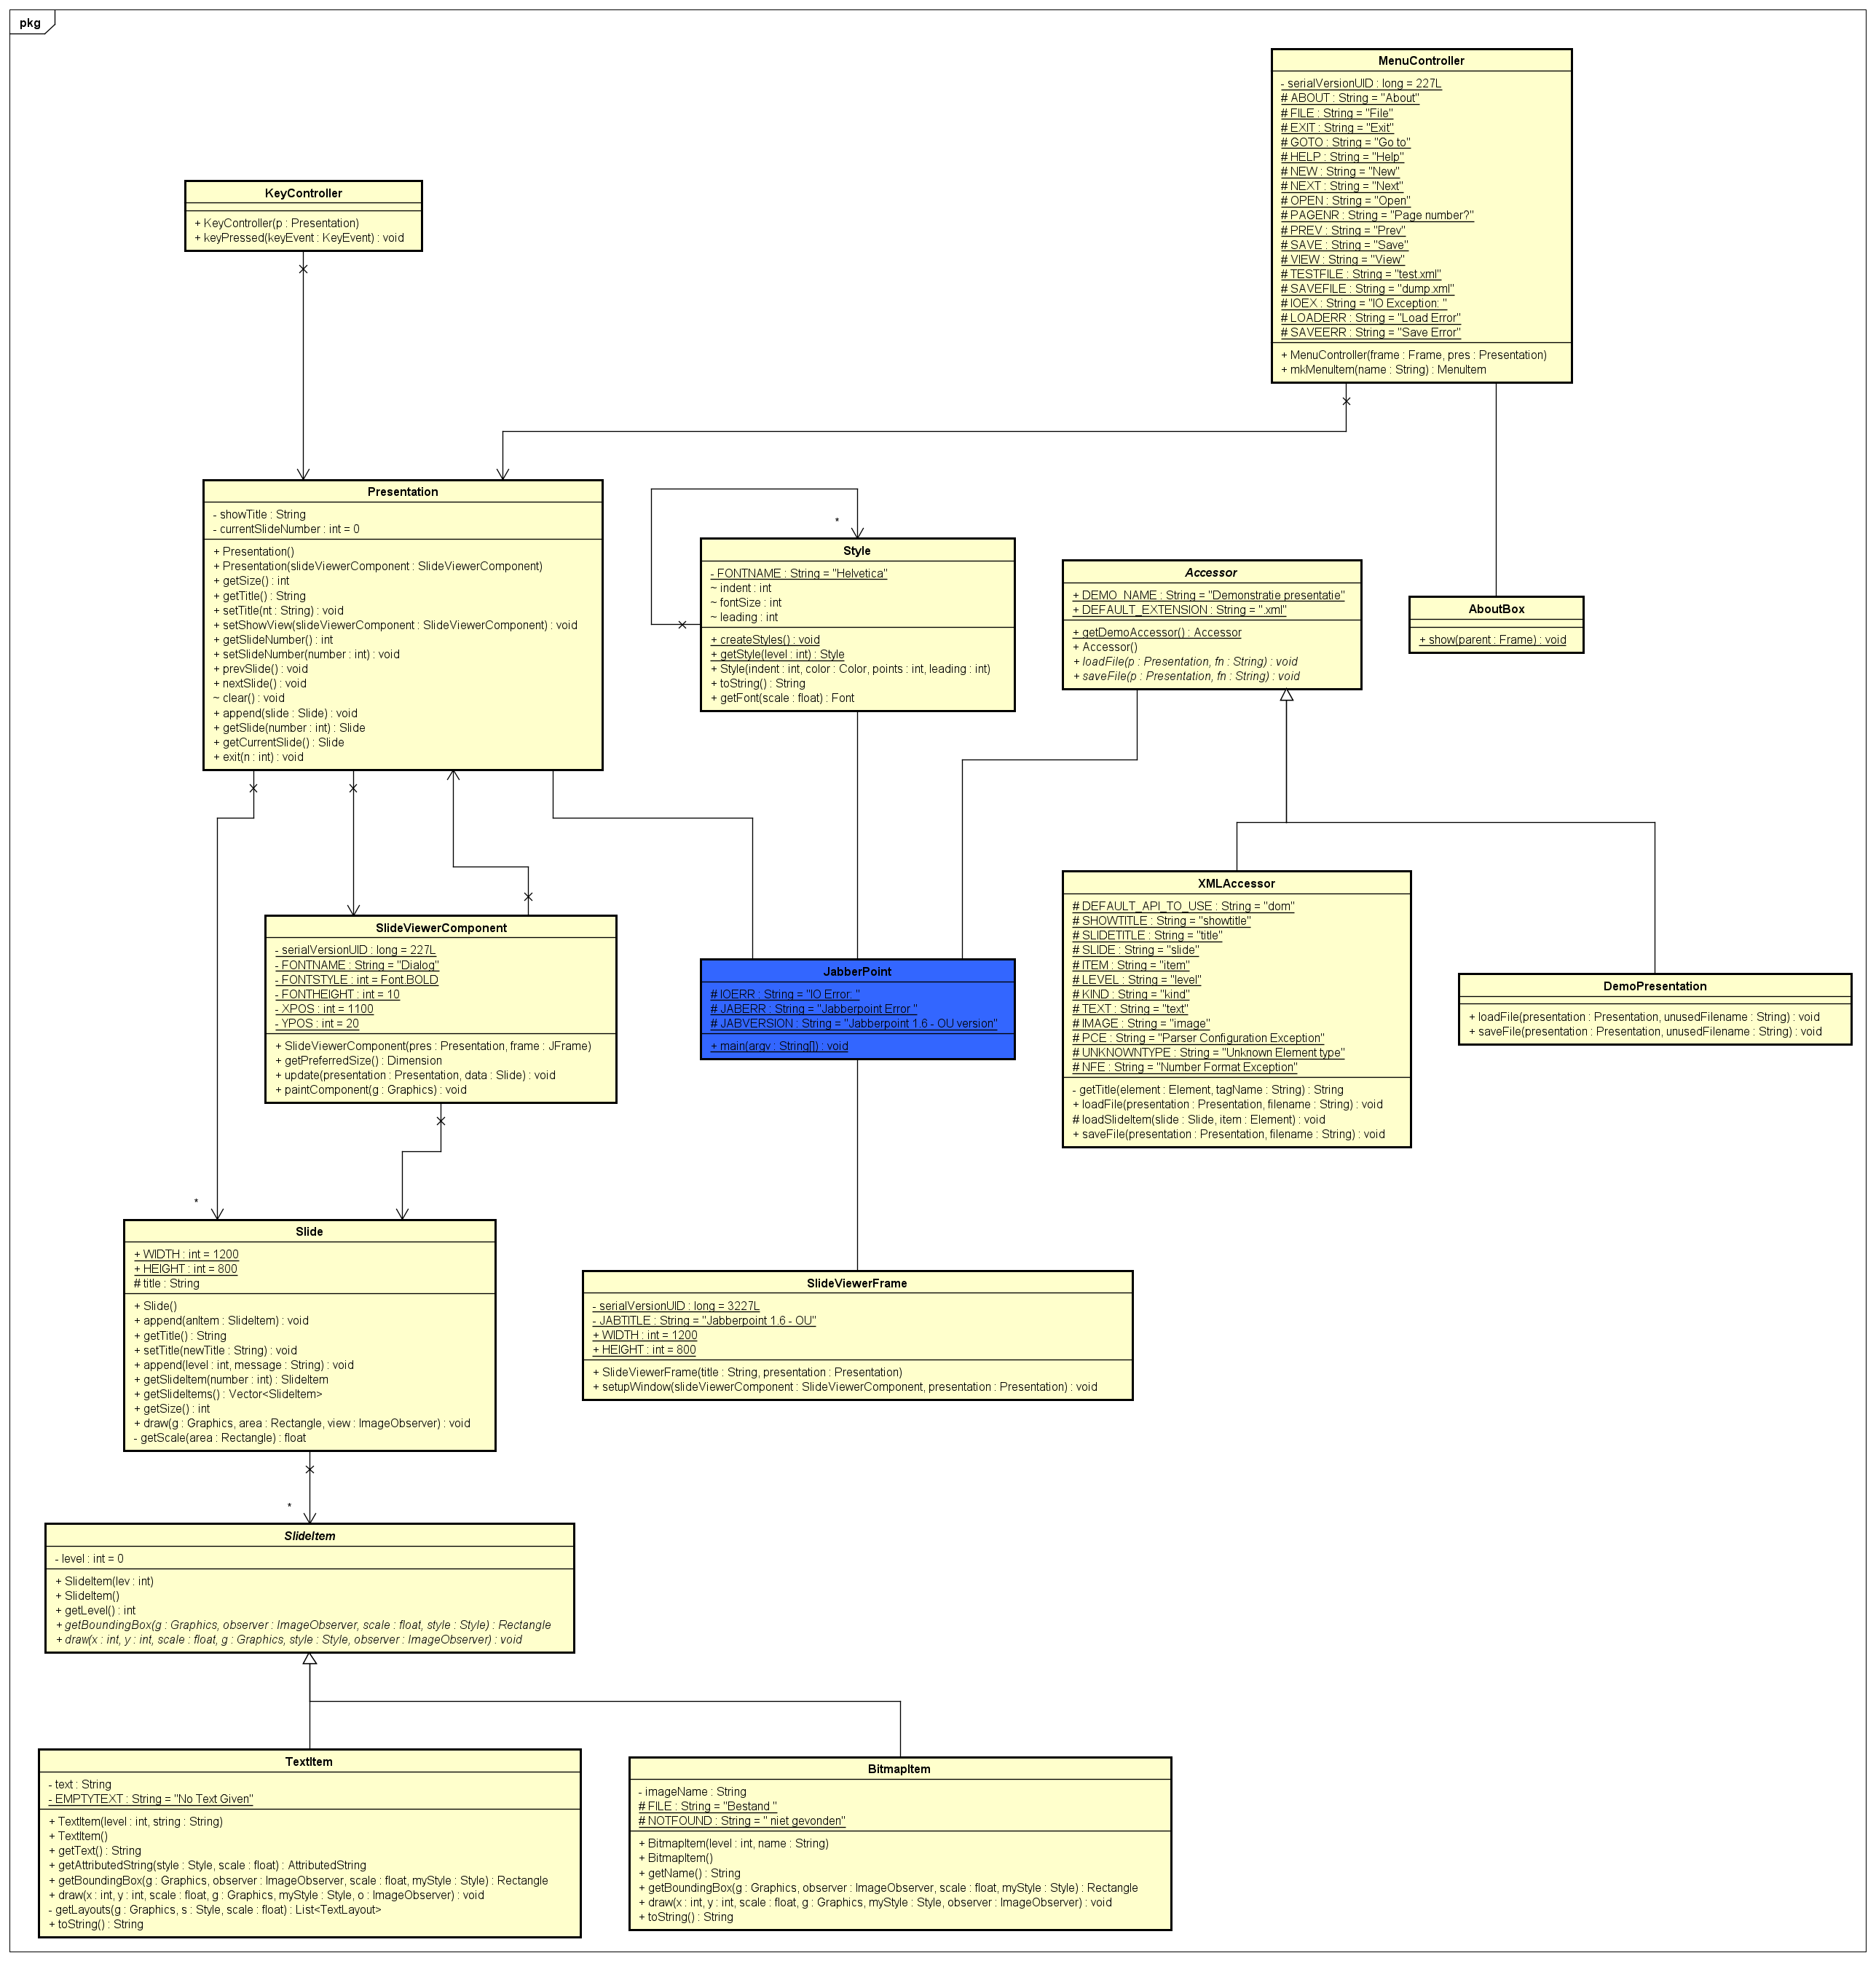 pkg
MenuController
- serialVersionUID : long = 227L
# ABOUT : String = "About"
# FILE : String = "File"
# EXIT : String = "Exit"
# GOTO : String = "Go to"
# HELP : String = "Help"
# NEW : String = "New"
# NEXT : String = "Next"
# OPEN : String = "Open"
# PAGENR : String = "Page number?"
# PREV : String = "Prev"
# SAVE : String = "Save"
# VIEW : String = "View"
# TESTFILE : String = "test.xml"
# SAVEFILE : String = "dump.xml"
# IOEX : String = "IO Exception: "
# LOADERR : String = "Load Error"
# SAVEERR : String = "Save Error"
+ MenuController(frame : Frame, pres : Presentation)
+ mkMenuItem(name : String) : MenuItem
KeyController
+ KeyController(p : Presentation)
+ keyPressed(keyEvent : KeyEvent) : void
Presentation
- showTitle : String
- currentSlideNumber : int = 0
+ Presentation()
+ Presentation(slideViewerComponent : SlideViewerComponent)
+ getSize() : int
+ getTitle() : String
+ setTitle(nt : String) : void
+ setShowView(slideViewerComponent : SlideViewerComponent) : void
+ getSlideNumber() : int
+ setSlideNumber(number : int) : void
+ prevSlide() : void
+ nextSlide() : void
~ clear() : void
+ append(slide : Slide) : void
+ getSlide(number : int) : Slide
+ getCurrentSlide() : Slide
+ exit(n : int) : void
*
Style
- FONTNAME : String = "Helvetica"
~ indent : int
~ fontSize : int
~ leading : int
+ createStyles() : void
+ getStyle(level : int) : Style
+ Style(indent : int, color : Color, points : int, leading : int)
+ toString() : String
+ getFont(scale : float) : Font
Accessor
+ DEMO_NAME : String = "Demonstratie presentatie"
+ DEFAULT_EXTENSION : String = ".xml"
+ getDemoAccessor() : Accessor
+ Accessor()
+ loadFile(p : Presentation, fn : String) : void
+ saveFile(p : Presentation, fn : String) : void
AboutBox
+ show(parent : Frame) : void
XMLAccessor
# DEFAULT_API_TO_USE : String = "dom"
# SHOWTITLE : String = "showtitle"
# SLIDETITLE : String = "title"
# SLIDE : String = "slide"
# ITEM : String = "item"
# LEVEL : String = "level"
# KIND : String = "kind"
# TEXT : String = "text"
# IMAGE : String = "image"
# PCE : String = "Parser Configuration Exception"
# UNKNOWNTYPE : String = "Unknown Element type"
# NFE : String = "Number Format Exception"
- getTitle(element : Element, tagName : String) : String
+ loadFile(presentation : Presentation, filename : String) : void
# loadSlideItem(slide : Slide, item : Element) : void
+ saveFile(presentation : Presentation, filename : String) : void
DemoPresentation
+ loadFile(presentation : Presentation, unusedFilename : String) : void
+ saveFile(presentation : Presentation, unusedFilename : String) : void
SlideViewerComponent
- serialVersionUID : long = 227L
- FONTNAME : String = "Dialog"
- FONTSTYLE : int = Font.BOLD
- FONTHEIGHT : int = 10
- XPOS : int = 1100
- YPOS : int = 20
+ SlideViewerComponent(pres : Presentation, frame : JFrame)
+ getPreferredSize() : Dimension
+ update(presentation : Presentation, data : Slide) : void
+ paintComponent(g : Graphics) : void
JabberPoint
# IOERR : String = "IO Error: "
# JABERR : String = "Jabberpoint Error "
# JABVERSION : String = "Jabberpoint 1.6 - OU version"
+ main(argv : String[]) : void
*
Slide
+ WIDTH : int = 1200
+ HEIGHT : int = 800
# title : String
+ Slide()
+ append(anItem : SlideItem) : void
+ getTitle() : String
+ setTitle(newTitle : String) : void
+ append(level : int, message : String) : void
+ getSlideItem(number : int) : SlideItem
+ getSlideItems() : Vector<SlideItem>
+ getSize() : int
+ draw(g : Graphics, area : Rectangle, view : ImageObserver) : void
- getScale(area : Rectangle) : float
SlideViewerFrame
- serialVersionUID : long = 3227L
- JABTITLE : String = "Jabberpoint 1.6 - OU"
+ WIDTH : int = 1200
+ HEIGHT : int = 800
+ SlideViewerFrame(title : String, presentation : Presentation)
+ setupWindow(slideViewerComponent : SlideViewerComponent, presentation : Presentation) : void
*
SlideItem
- level : int = 0
+ SlideItem(lev : int)
+ SlideItem()
+ getLevel() : int
+ getBoundingBox(g : Graphics, observer : ImageObserver, scale : float, style : Style) : Rectangle
+ draw(x : int, y : int, scale : float, g : Graphics, style : Style, observer : ImageObserver) : void
TextItem
- text : String
- EMPTYTEXT : String = "No Text Given"
+ TextItem(level : int, string : String)
+ TextItem()
+ getText() : String
+ getAttributedString(style : Style, scale : float) : AttributedString
+ getBoundingBox(g : Graphics, observer : ImageObserver, scale : float, myStyle : Style) : Rectangle
+ draw(x : int, y : int, scale : float, g : Graphics, myStyle : Style, o : ImageObserver) : void
- getLayouts(g : Graphics, s : Style, scale : float) : List<TextLayout>
+ toString() : String
BitmapItem
- imageName : String
# FILE : String = "Bestand "
# NOTFOUND : String = " niet gevonden"
+ BitmapItem(level : int, name : String)
+ BitmapItem()
+ getName() : String
+ getBoundingBox(g : Graphics, observer : ImageObserver, scale : float, myStyle : Style) : Rectangle
+ draw(x : int, y : int, scale : float, g : Graphics, myStyle : Style, observer : ImageObserver) : void
+ toString() : String